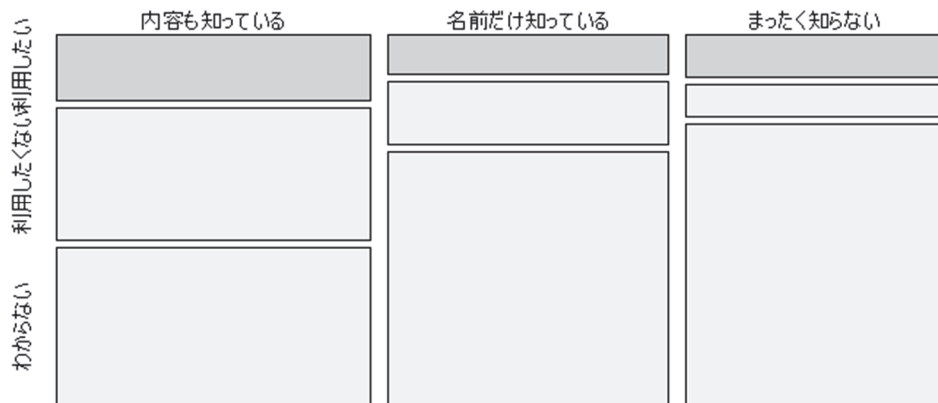 内容も知っている
名前だけ知っている
まったく知らない
利用したい
利用したくない
わからない